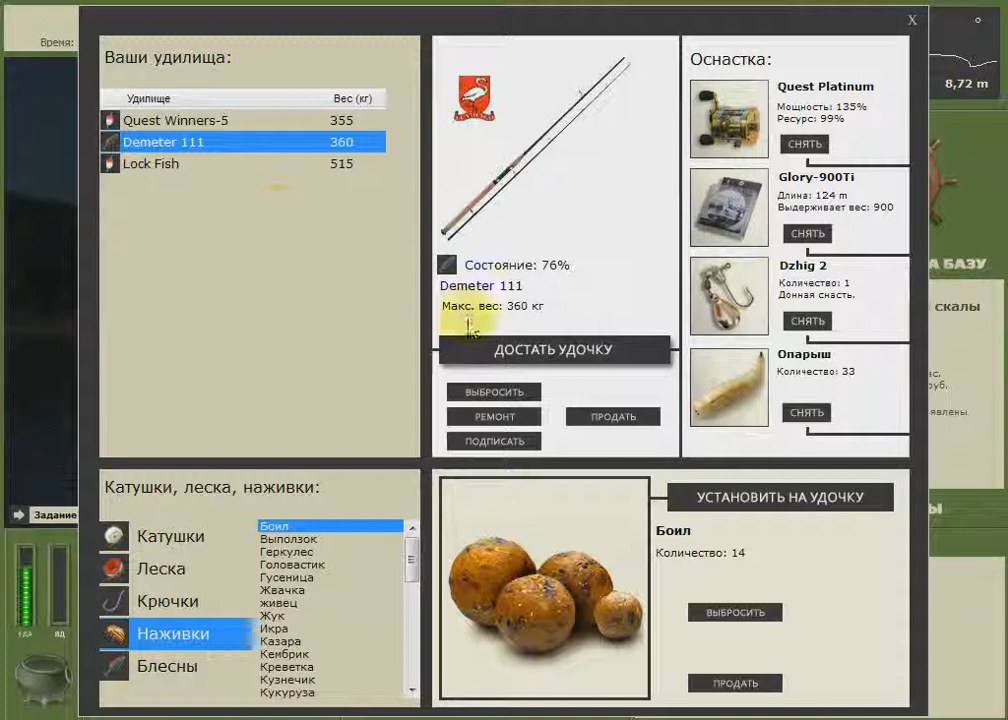 X
Время:
Ваши удилища:
Удилище Вес (кг)
Quest Winners-5 355
Demeter 111 360
Lock Fish 515
Состояние: 76%
Demeter 111
Макс. вес: 360 кг
ДОСТАТЬ УДОЧКУ
ВЫБРОСИТЬ
РЕМОНТ ПРОДАТЬ
ПОДПИСАТЬ
Оснастка:
Quest Platinum
Мощность: 135%
Ресурс: 99%
СНЯТЬ
Glory-900Ti
Длина: 124 m
Выдерживает вес: 900
СНЯТЬ
Dzhig 2
Количество: 1
Донная снасть.
СНЯТЬ
Опарыш
Количество: 33
СНЯТЬ
8,72 m
А БАЗУ
скалы
руб.
Задание
ЕДА
Катушки, леска, наживки:
Катушки
Леска
Крючки
Наживки
Блесны
Боил
Выползок
Геркулес
Головастик
Гусеница
Жвачка
живец
Жук
Икра
Казара
Кембрик
Креветка
Кузнечик
Кукуруза
УСТАНОВИТЬ НА УДОЧКУ
Боил
Количество: 14
ВЫБРОСИТЬ
ПРОДАТЬ